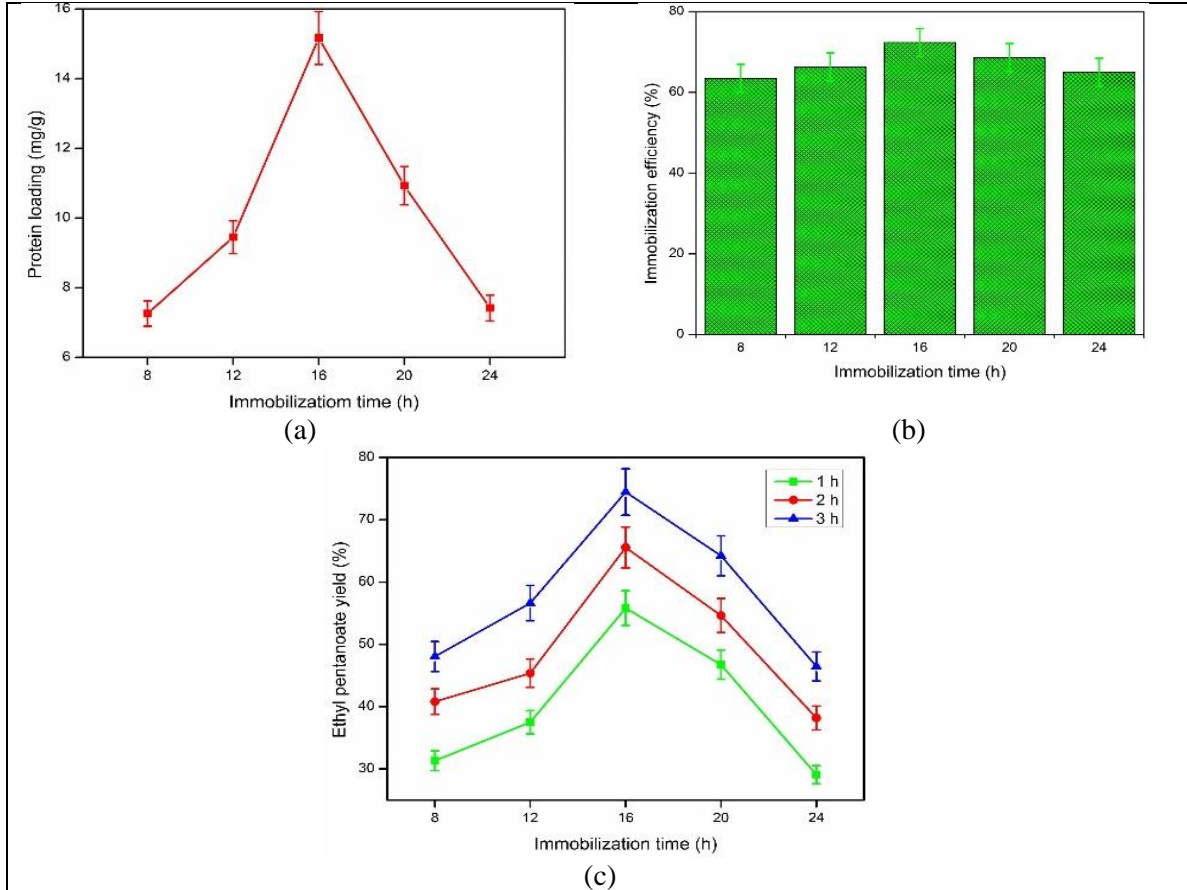 16
14
12
10
8
6
Protein loading (mg/g)
8 12 16 20 24
Immobilizatiom time (h)
(a)
80
60
40
20
0
Immobilization efficiency (%)
8 12 16 20 24
Immobilization time (h)
(b)
80
70
60
50
40
30
Ethyl pentanoate yield (%)
1 h
2 h
3 h
8 12 16 20 24
Immobilization time (h)
(c)